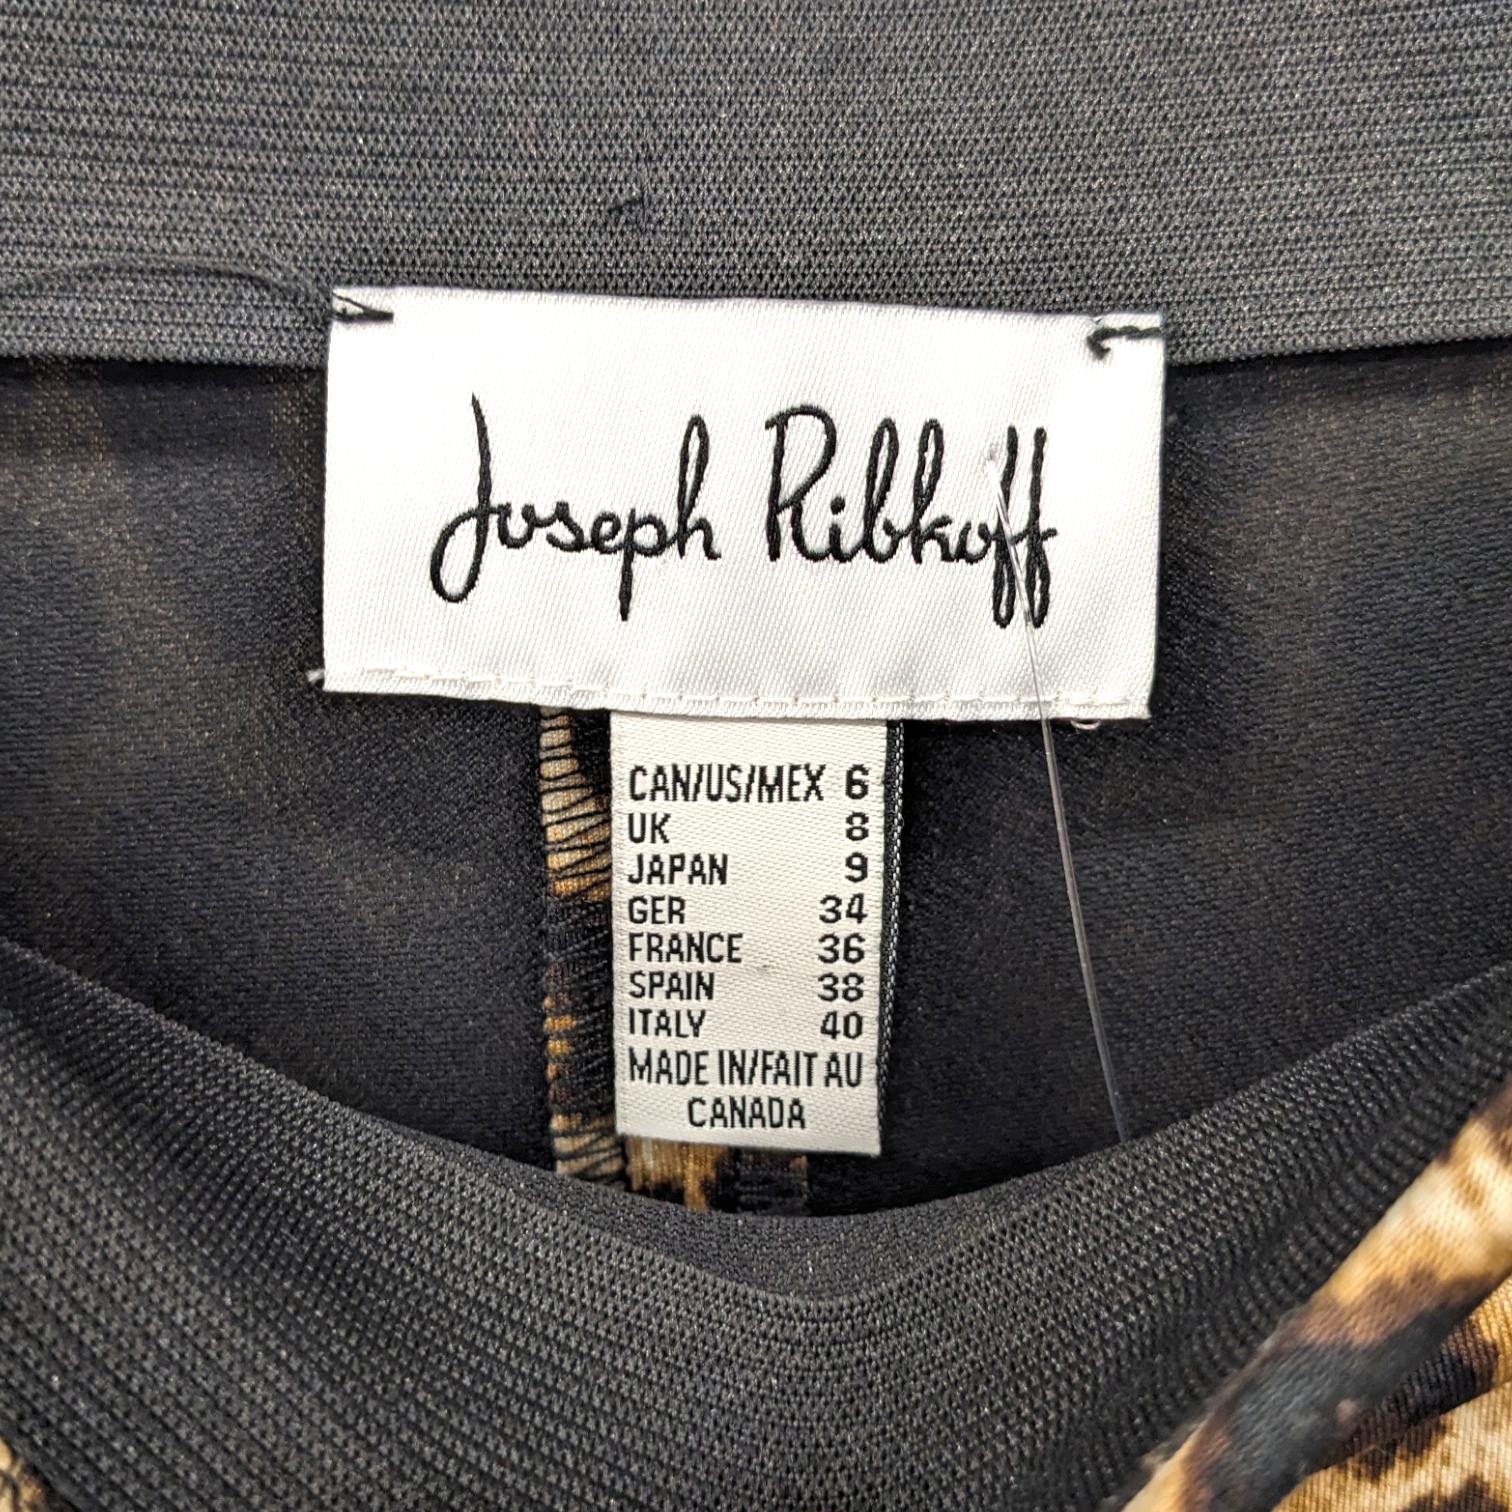 Joseph Ribkoff
CAN/US/MEX 6
UK 8
JAPAN 9
GER 34
FRANCE 36
SPAIN 38
ITALY 40
MADE IN/FAIT AU
CANADA